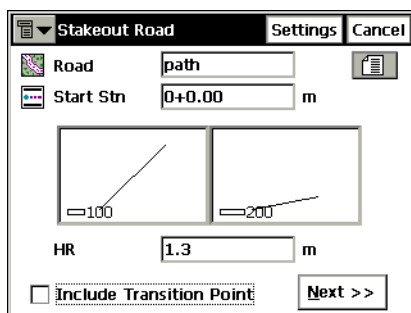 Stakeout Road Settings Cancel
Road path
Start Stn 0+0.00 m
100 200
HR 1.3 m
Include Transition Point Next >>